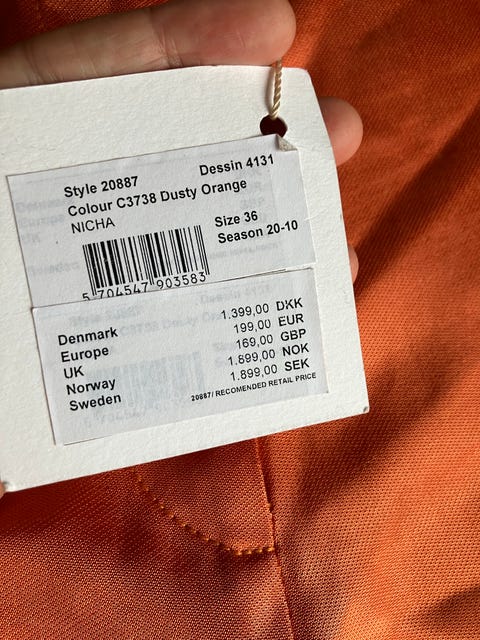 Style 20887 Dessin 4131
Colour C3738 Dusty Orange
NICHA Size 36
Season 20-10
5 704547 903583
Denmark 1.399,00 DKK
Europe 199,00 EUR
UK 169,00 GBP
Norway 1.899,00 NOK
Sweden 1.899,00 SEK
20887/ RECOMENDED RETAIL PRICE